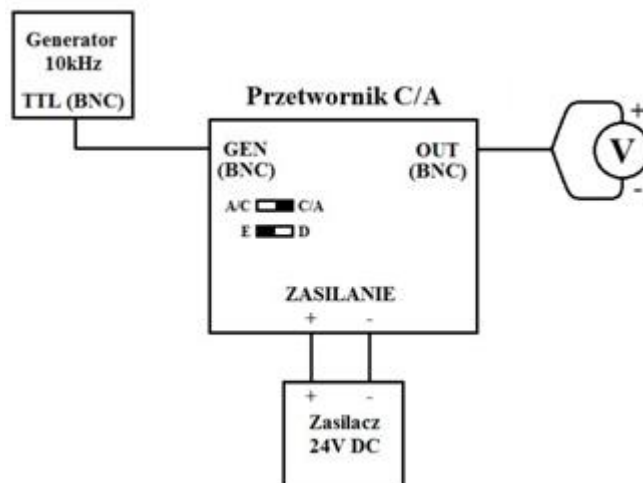 Generator
10kHz
TTL (BNC)
Przetwornik C/A
GEN
(BNC)
OUT
(BNC)
+
V
-
A/C C/A
E D
ZASILANIE
+ -
+ -
Zasilacz
24V DC